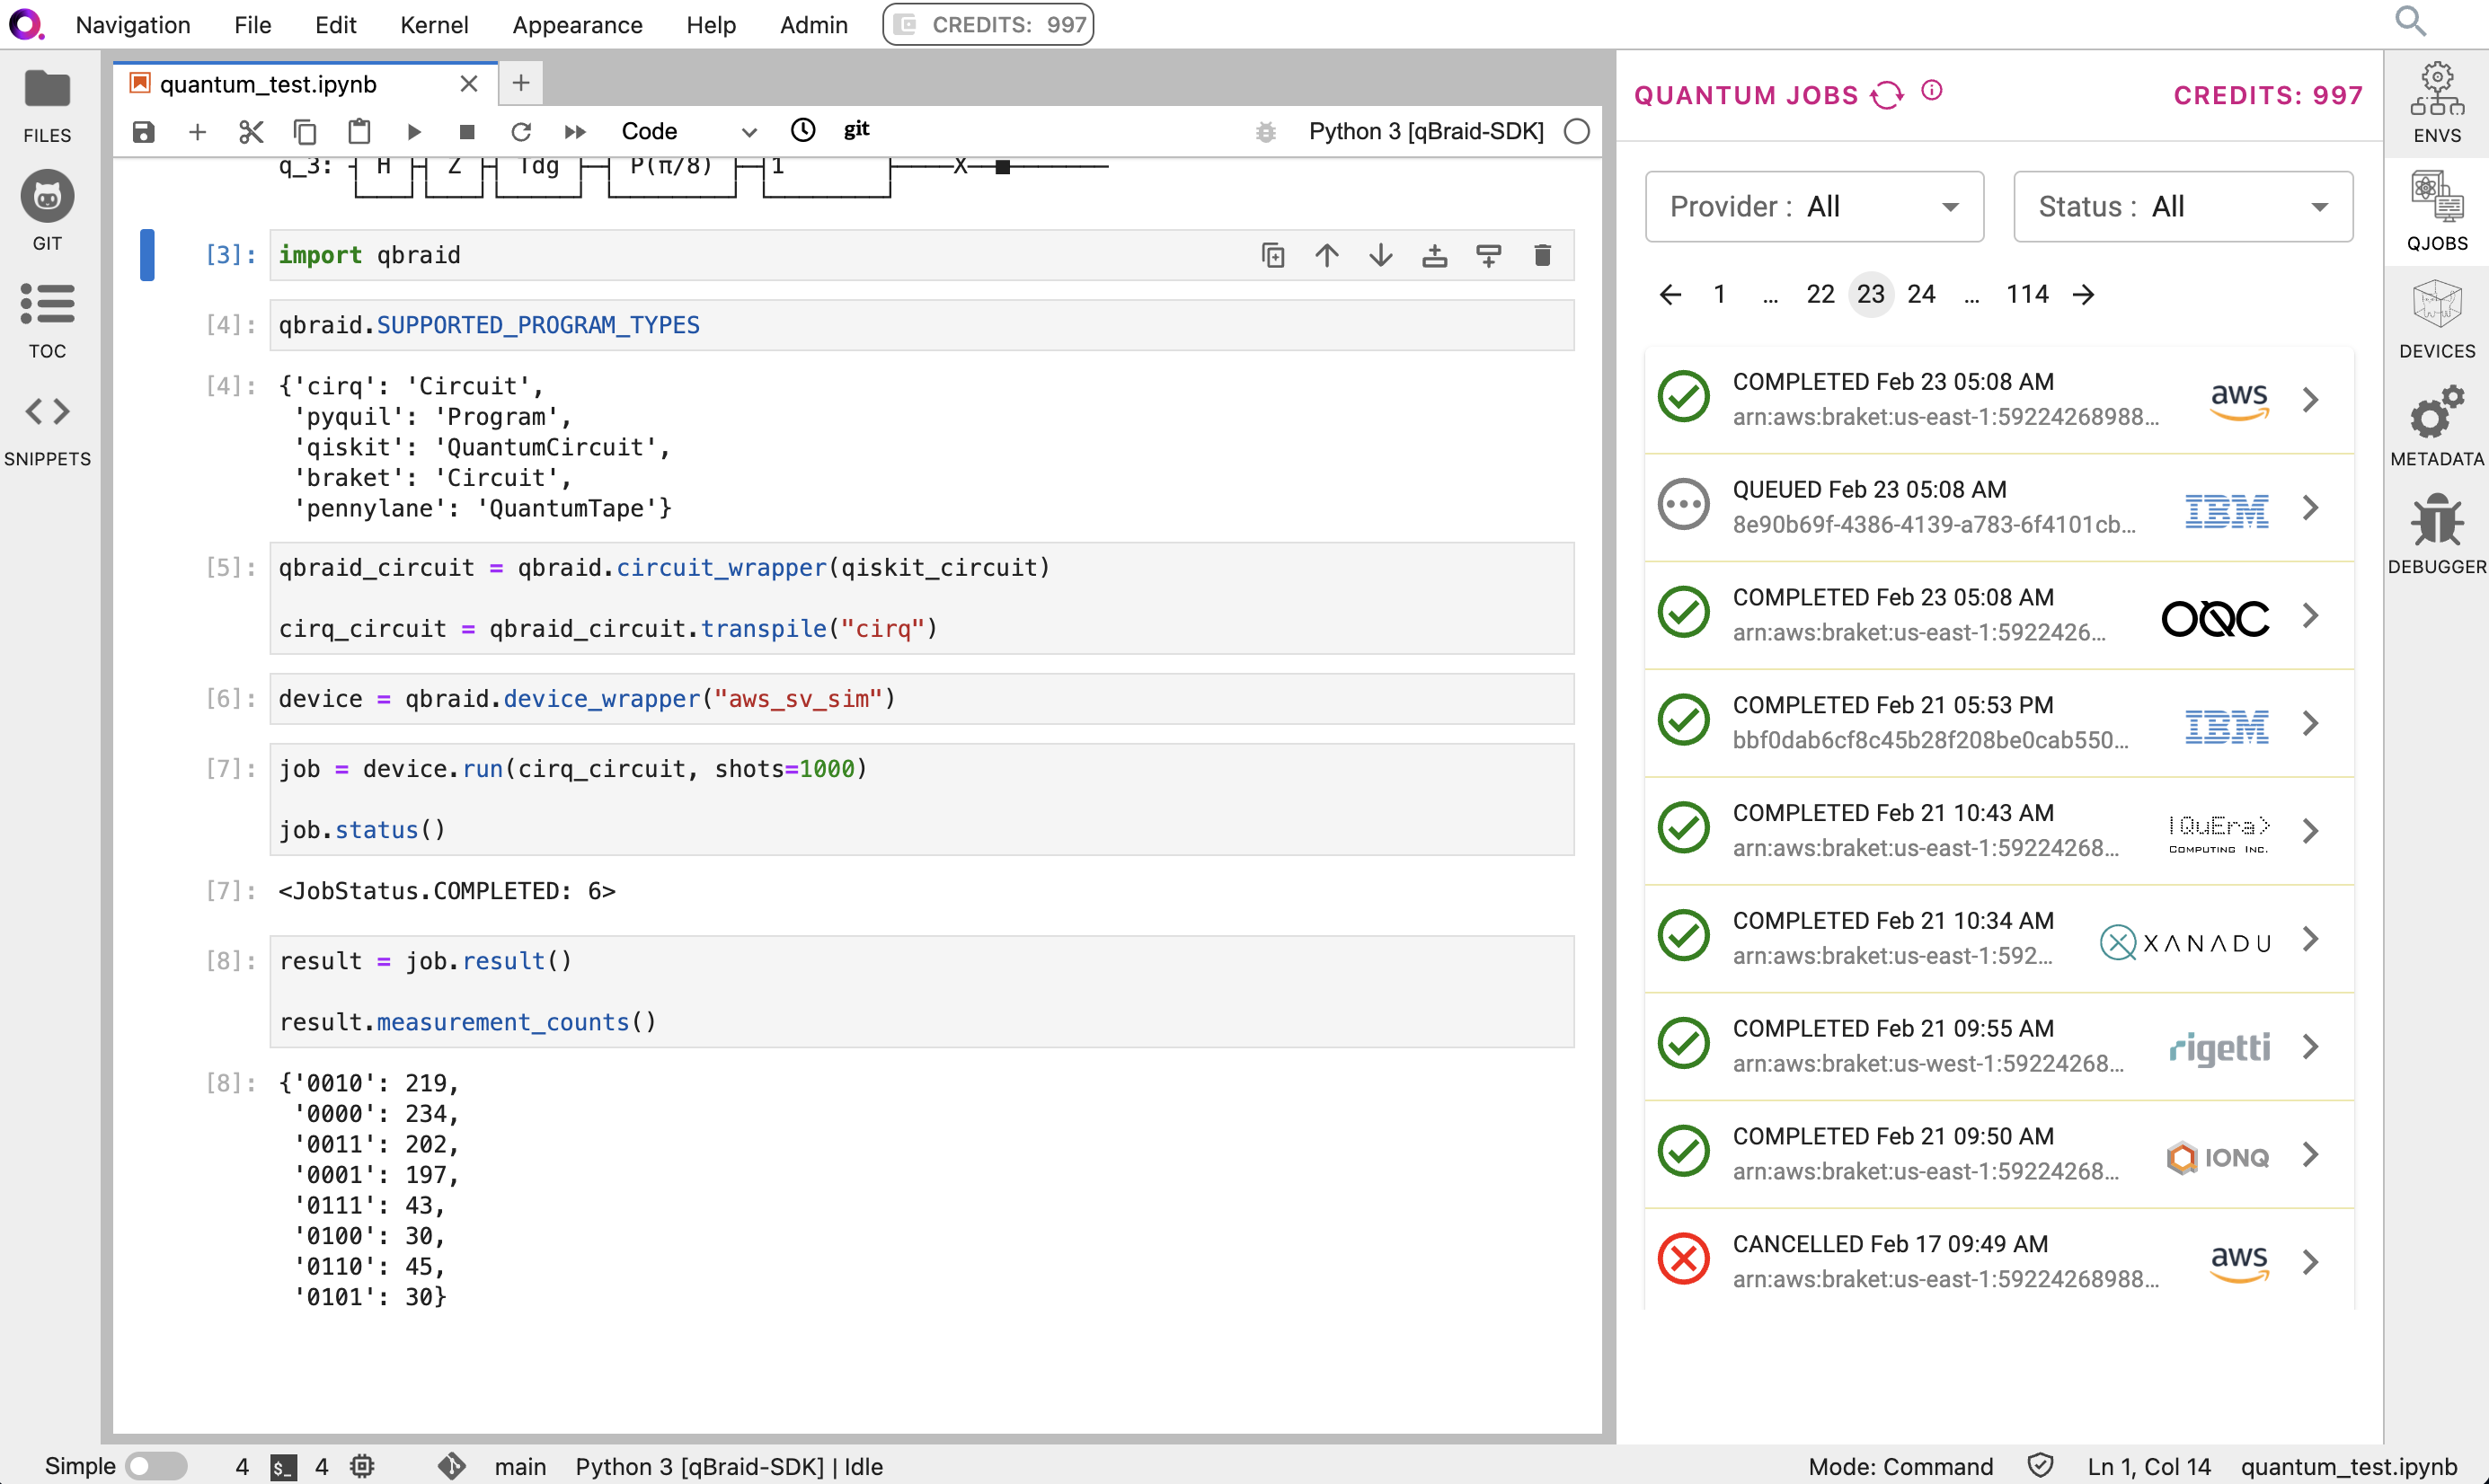 Navigation File Edit Kernel Appearance Help Admin CREDITS: 997
FILES
GIT
TOC
SNIPPETS
quantum_test.ipynb
Code git Python 3 [qBraid-SDK]
q_3: H Z Tdg P(π/8) 1 X
[3]: import qbraid
[4]: qbraid.SUPPORTED_PROGRAM_TYPES
[4]: {'cirq': 'Circuit',
'pyquil': 'Program',
'qiskit': 'QuantumCircuit',
'braket': 'Circuit',
'pennylane': 'QuantumTape'}
[5]: qbraid_circuit = qbraid.circuit_wrapper(qiskit_circuit)
cirq_circuit = qbraid_circuit.transpile("cirq")
[6]: device = qbraid.device_wrapper("aws_sv_sim")
[7]: job = device.run(cirq_circuit, shots=1000)
job.status()
[7]: <JobStatus.COMPLETED: 6>
[8]: result = job.result()
result.measurement_counts()
[8]: {'0010': 219,
'0000': 234,
'0011': 202,
'0001': 197,
'0111': 43,
'0100': 30,
'0110': 45,
'0101': 30}
QUANTUM JOBS CREDITS: 997
Provider : All Status : All
1 ... 22 23 24 ... 114
COMPLETED Feb 23 05:08 AM
arn:aws:braket:us-east-1:59224268988...
aws
QUEUED Feb 23 05:08 AM
8e90b69f-4386-4139-a783-6f4101cb...
IBM
COMPLETED Feb 23 05:08 AM
arn:aws:braket:us-east-1:5922426...
OQC
COMPLETED Feb 21 05:53 PM
bbf0dab6cf8c45b28f208be0cab550...
IBM
COMPLETED Feb 21 10:43 AM
arn:aws:braket:us-east-1:59224268...
|QuEra>
COMPUTING INC.
COMPLETED Feb 21 10:34 AM
arn:aws:braket:us-east-1:592...
XANADU
COMPLETED Feb 21 09:55 AM
arn:aws:braket:us-west-1:59224268...
rigetti
COMPLETED Feb 21 09:50 AM
arn:aws:braket:us-east-1:59224268...
IONQ
CANCELLED Feb 17 09:49 AM
arn:aws:braket:us-east-1:59224268988...
aws
ENVS
QJOBS
DEVICES
METADATA
DEBUGGER
Simple 4 $_ 4 main Python 3 [qBraid-SDK] | Idle Mode: Command Ln 1, Col 14 quantum_test.ipynb